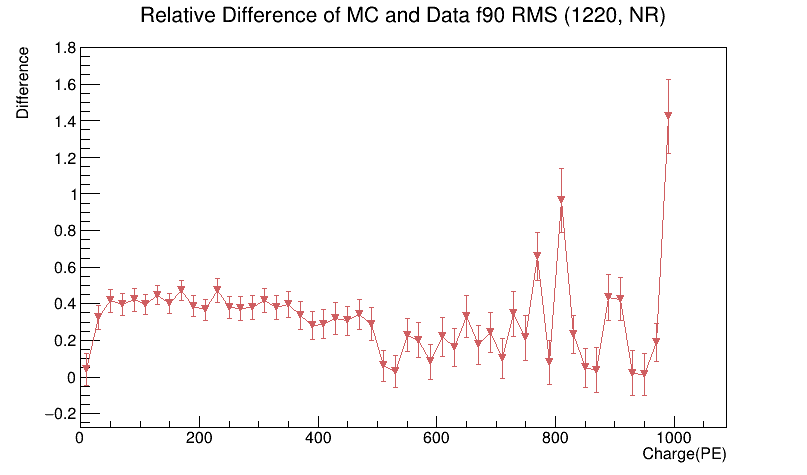 Relative Difference of MC and Data f90 RMS (1220, NR)
Difference
1.8
1.6
1.4
1.2
1
0.8
0.6
0.4
0.2
0
−0.2
0 200 400 600 800 1000
Charge(PE)